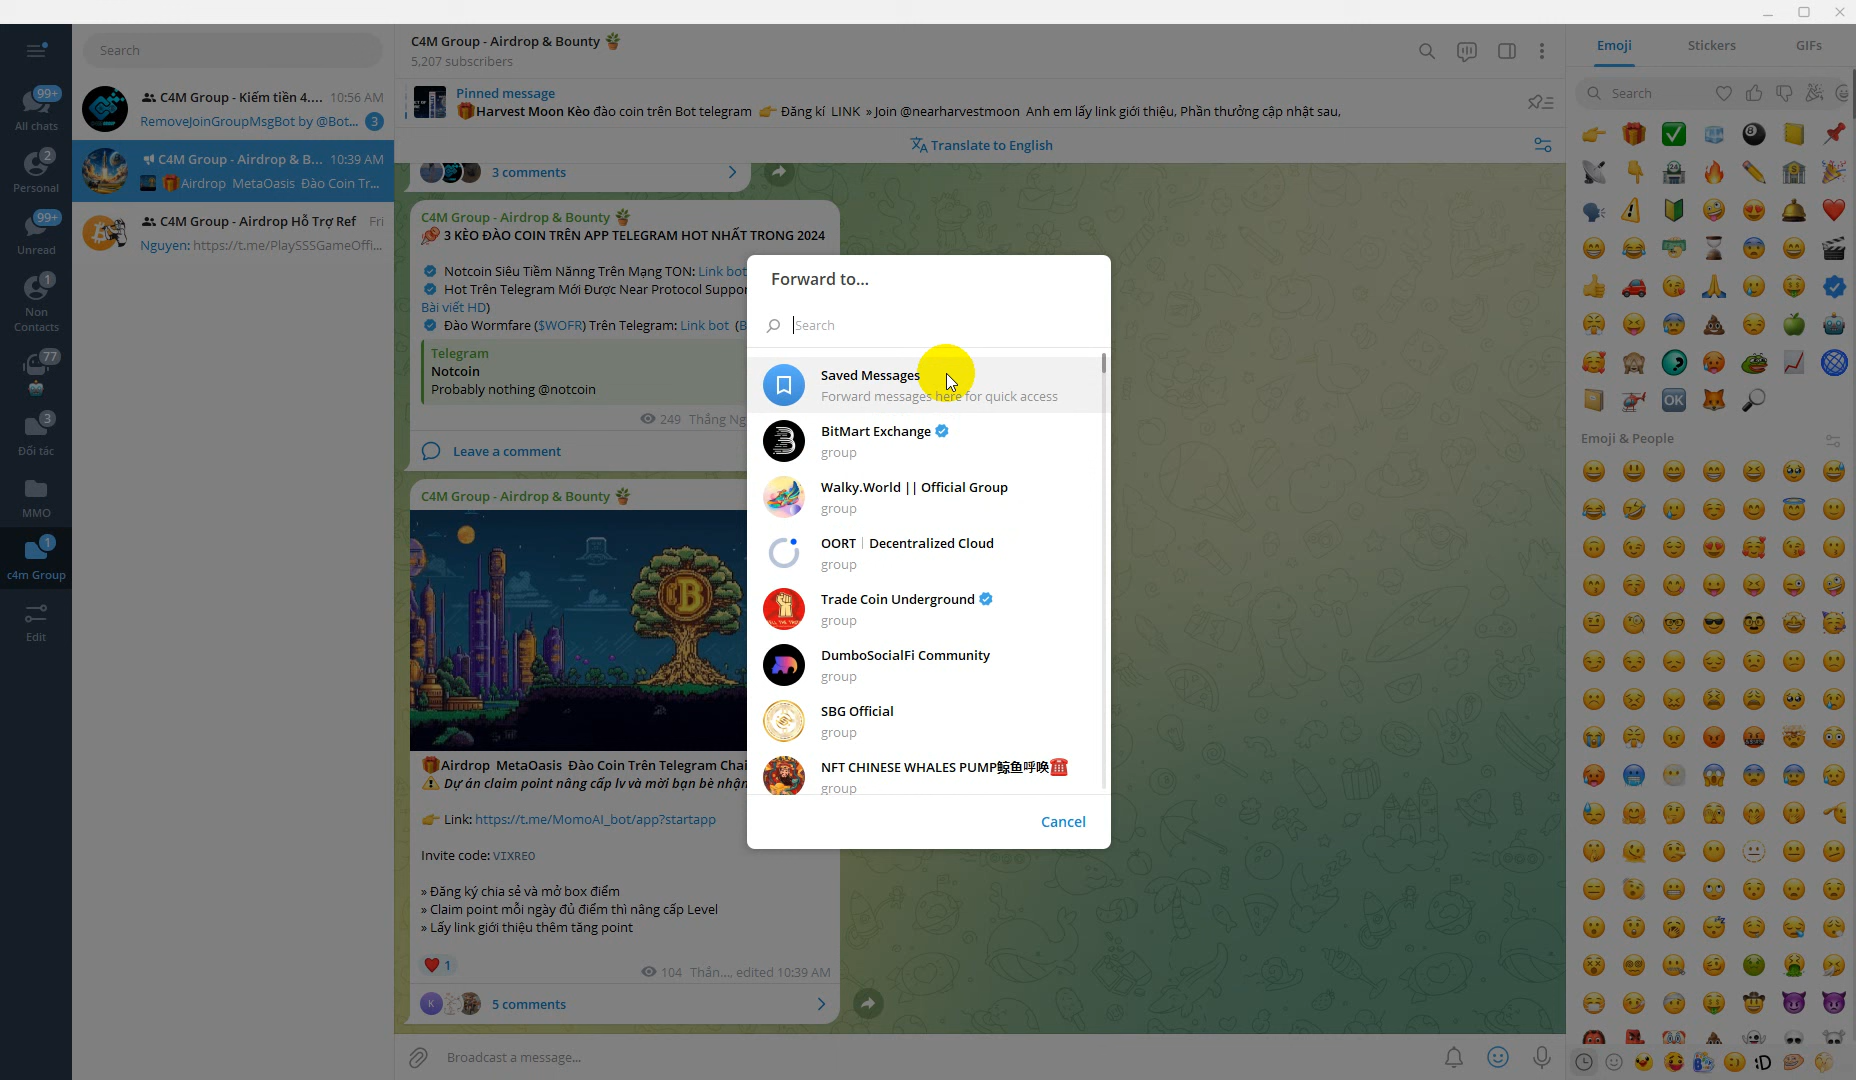 Search
99+
All chats
2
Personal
99+
Unread
1
Non
Contacts
77
3
Đối tác
MMO
1
c4m Group
Edit
C4M Group - Kiếm tiền 4.... 10:56 AM
RemoveJoinGroupMsgBot by @Bot... 3
C4M Group - Airdrop & B... 10:39 AM
🎁Airdrop MetaOasis Đào Coin Tr...
C4M Group - Airdrop Hỗ Trợ Ref Fri
Nguyen: https://t.me/PlaySSSGameOffi...
C4M Group - Airdrop & Bounty 🪴
5,207 subscribers
Pinned message
🎁Harvest Moon Kèo đào coin trên Bot telegram 👉 Đăng kí LINK » Join @nearharvestmoon Anh em lấy link giới thiệu, Phần thưởng cập nhật sau,
Translate to English
3 comments
C4M Group - Airdrop & Bounty 🪴
3 KÈO ĐÀO COIN TRÊN APP TELEGRAM HOT NHẤT TRONG 2024
Notcoin Siêu Tiềm Nănng Trên Mạng TON: Link bot
Hot Trên Telegram Mới Được Near Protocol Suppor
Bài viết HD)
Đào Wormfare ($WOFR) Trên Telegram: Link bot (B
Telegram
Notcoin
Probably nothing @notcoin
249 Thắng Ng
Leave a comment
C4M Group - Airdrop & Bounty 🪴
🎁Airdrop MetaOasis Đào Coin Trên Telegram Chai
⚠️ Dự án claim point nâng cấp lv và mời bạn bè nhận
👉 Link: https://t.me/MomoAI_bot/app?startapp
Invite code: VIXREO
» Đăng ký chia sẻ và mở box điểm
» Claim point mỗi ngày đủ điểm thì nâng cấp Level
» Lấy link giới thiệu thêm tăng point
❤️ 1
104 Thắn..., edited 10:39 AM
K
5 comments
Broadcast a message...
Forward to...
Search
Saved Messages
Forward messages here for quick access
BitMart Exchange
group
Walky.World || Official Group
group
OORT | Decentralized Cloud
group
Trade Coin Underground
group
DumboSocialFi Community
group
SBG Official
group
NFT CHINESE WHALES PUMP鲸鱼呼唤☎️
group
Cancel
Emoji Stickers GIFs
Search
OK
Emoji & People